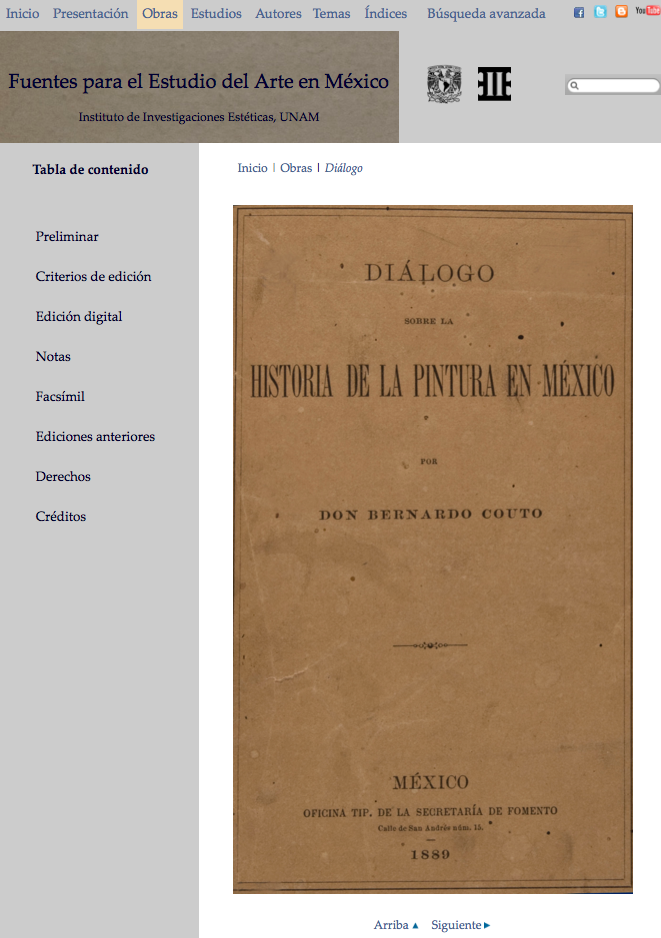 Inicio Presentación Obras Estudios Autores Temas Índices Búsqueda avanzada
You Tube
Fuentes para el Estudio del Arte en México
Instituto de Investigaciones Estéticas, UNAM
Tabla de contenido
Preliminar
Criterios de edición
Edición digital
Notas
Facsímil
Ediciones anteriores
Derechos
Créditos
Inicio | Obras | Diálogo
DIÁLOGO
SOBRE LA
HISTORIA DE LA PINTURA EN MÉXICO
POR
DON BERNARDO COUTO
MÉXICO
OFICINA TIP. DE LA SECRETARÍA DE FOMENTO
Calle de San Andrés núm. 15.
1889
Arriba Siguiente